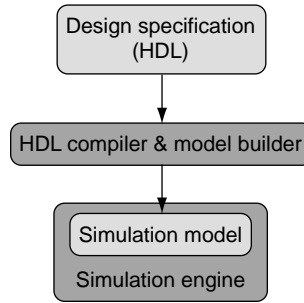 Design specification
(HDL)
HDL compiler & model builder
Simulation model
Simulation engine